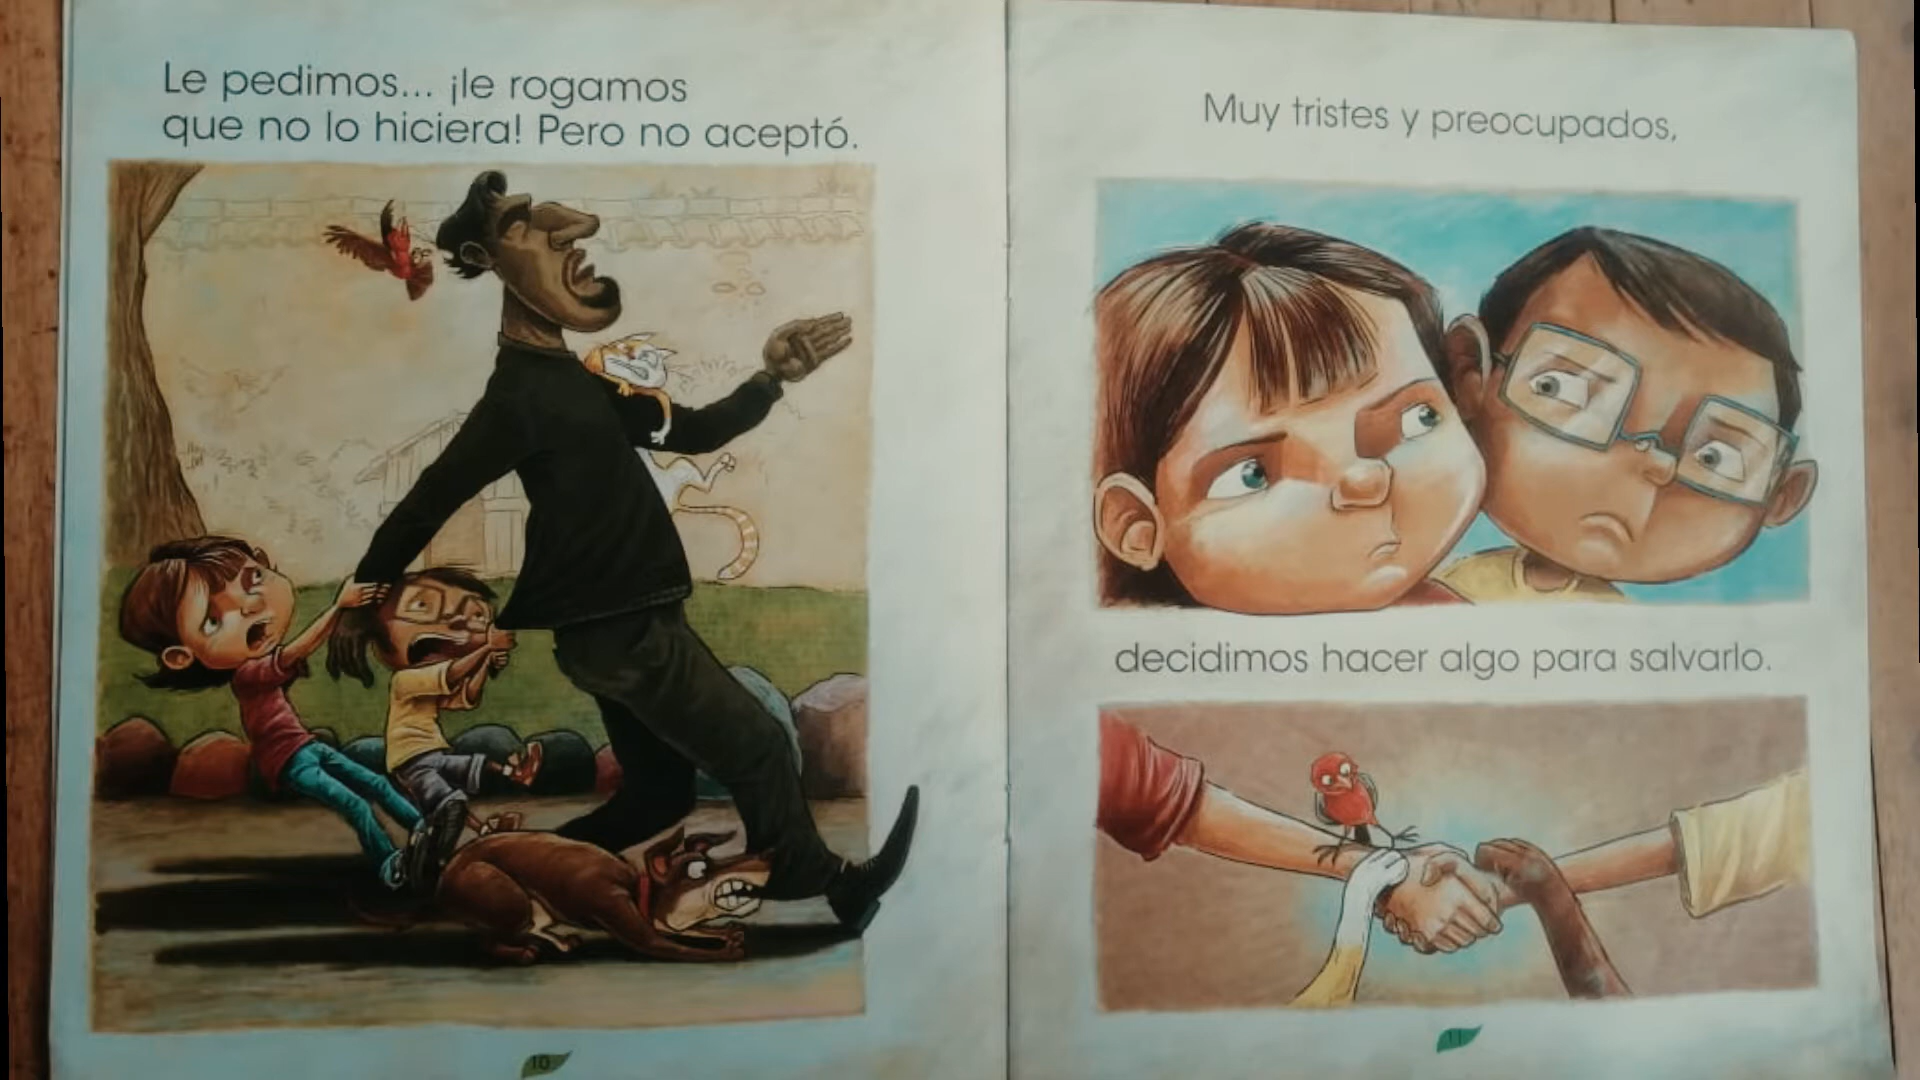 Le pedimos... ¡le rogamos
que no lo hiciera! Pero no aceptó.
10
Muy tristes y preocupados,
decidimos hacer algo para salvarlo.
11